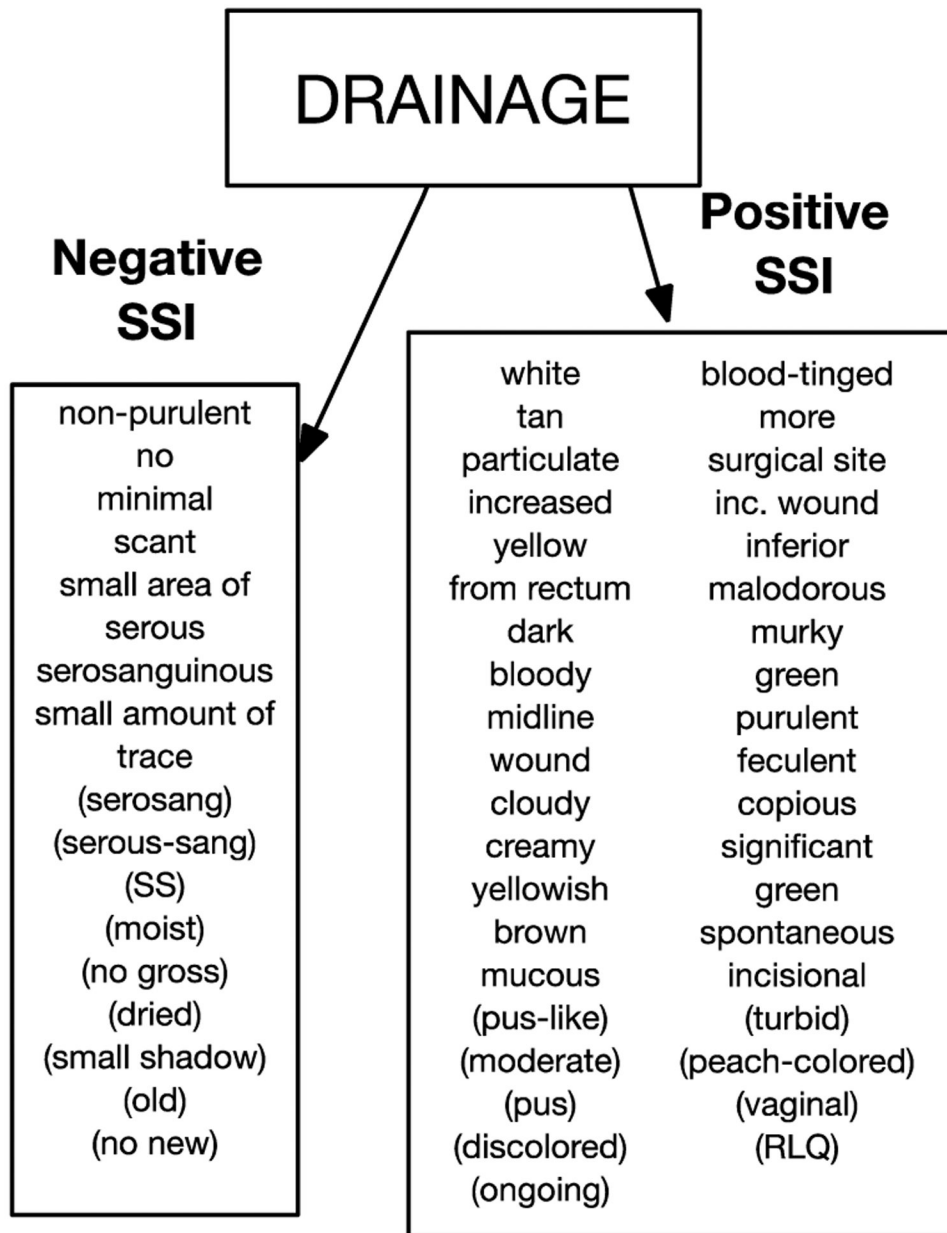 DRAINAGE
Negative
SSI
Positive
SSI
non-purulent
no
minimal
scant
small area of
serous
serosanguinous
small amount of
trace
(serosang)
(serous-sang)
(SS)
(moist)
(no gross)
(dried)
(small shadow)
(old)
(no new)
white
tan
particulate
increased
yellow
from rectum
dark
bloody
midline
wound
cloudy
creamy
yellowish
brown
mucous
(pus-like)
(moderate)
(pus)
(discolored)
(ongoing)
blood-tinged
more
surgical site
inc. wound
inferior
malodorous
murky
green
purulent
feculent
copious
significant
green
spontaneous
incisional
(turbid)
(peach-colored)
(vaginal)
(RLQ)